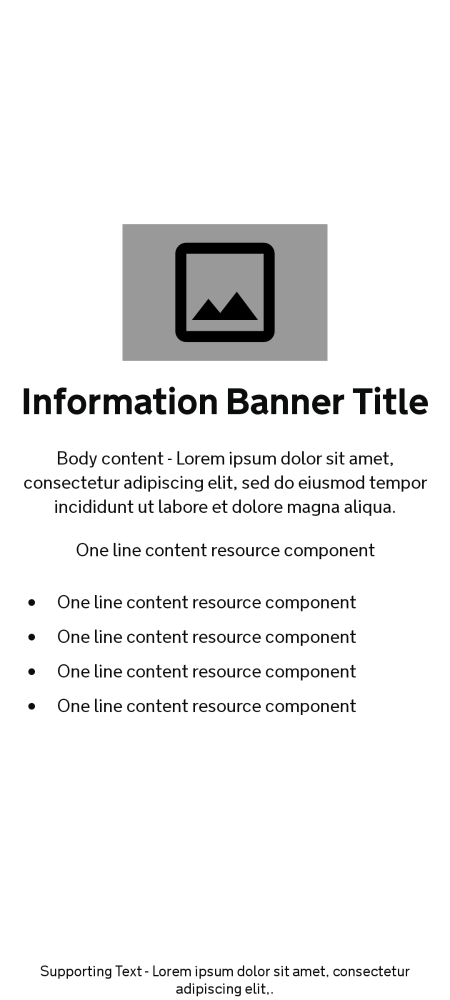 Information Banner Title
Body content - Lorem ipsum dolor sit amet,
consectetur adipiscing elit, sed do eiusmod tempor
incididunt ut labore et dolore magna aliqua.
One line content resource component
• One line content resource component
• One line content resource component
• One line content resource component
• One line content resource component
Supporting Text - Lorem ipsum dolor sit amet, consectetur
adipiscing elit,.